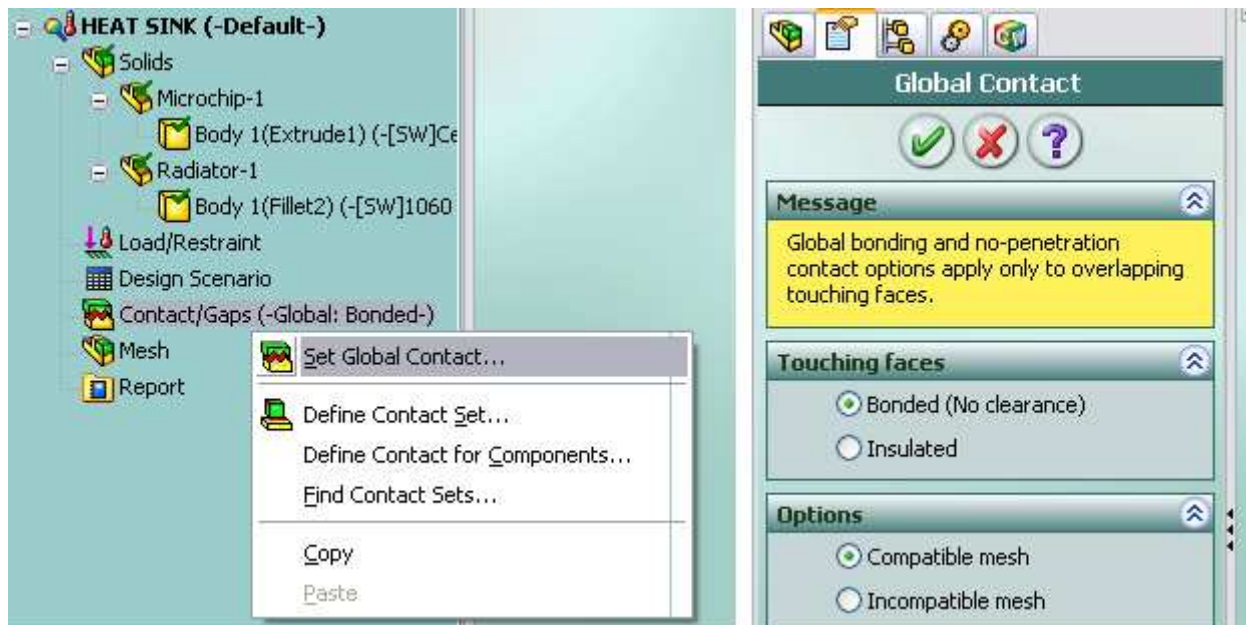 HEAT SINK (-Default-)
Solids
Microchip-1
Body 1(Extrude1) (-[SW]Ce
Radiator-1
Body 1(Fillet2) (-[SW]1060
Load/Restraint
Design Scenario
Contact/Gaps (-Global: Bonded-)
Mesh
Report
Set Global Contact...
Define Contact Set...
Define Contact for Components...
Find Contact Sets...
Copy
Paste
Global Contact
Message
Global bonding and no-penetration
contact options apply only to overlapping
touching faces.
Touching faces
Bonded (No clearance)
Insulated
Options
Compatible mesh
Incompatible mesh